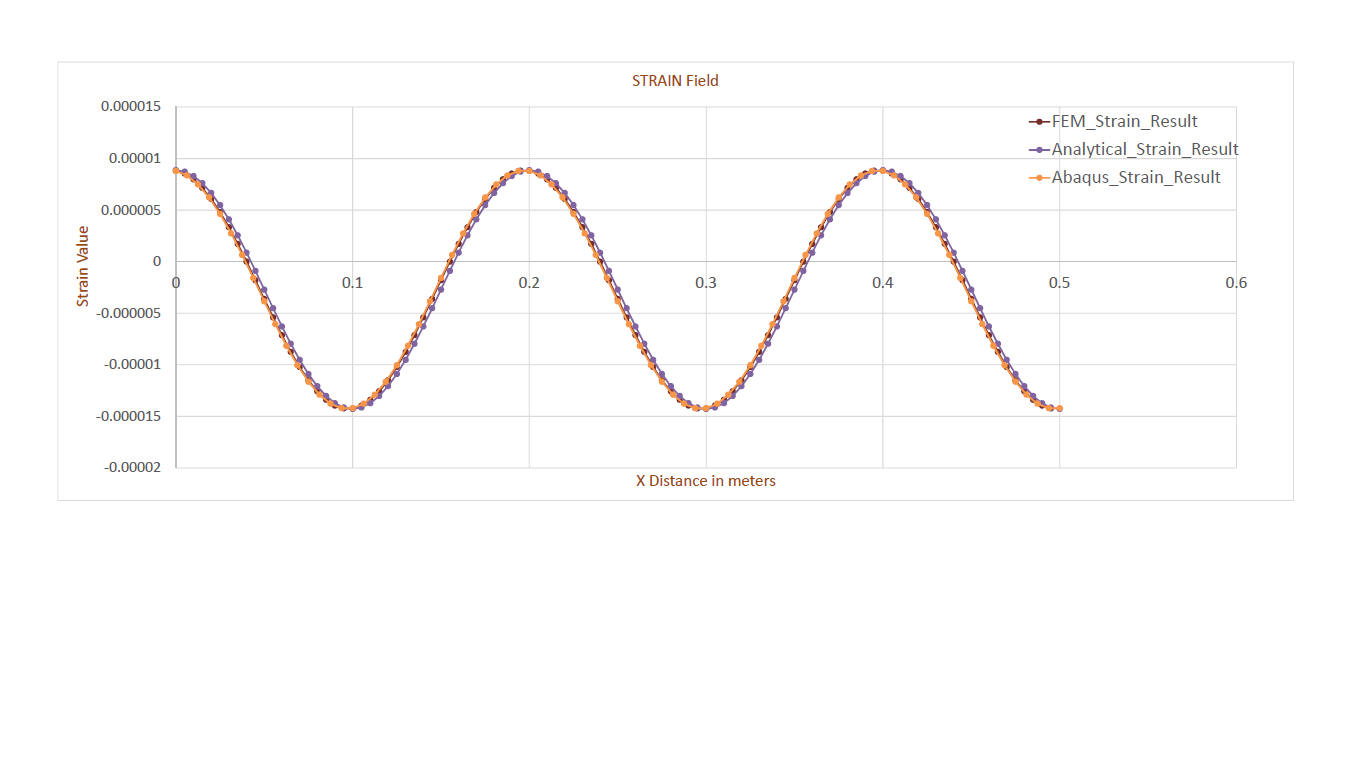 STRAIN Field
0.000015
0.00001
0.000005
0
-0.000005
-0.00001
-0.000015
-0.00002
Strain Value
0 0.1 0.2 0.3 0.4 0.5 0.6
X Distance in meters
FEM_Strain_Result
Analytical_Strain_Result
Abaqus_Strain_Result